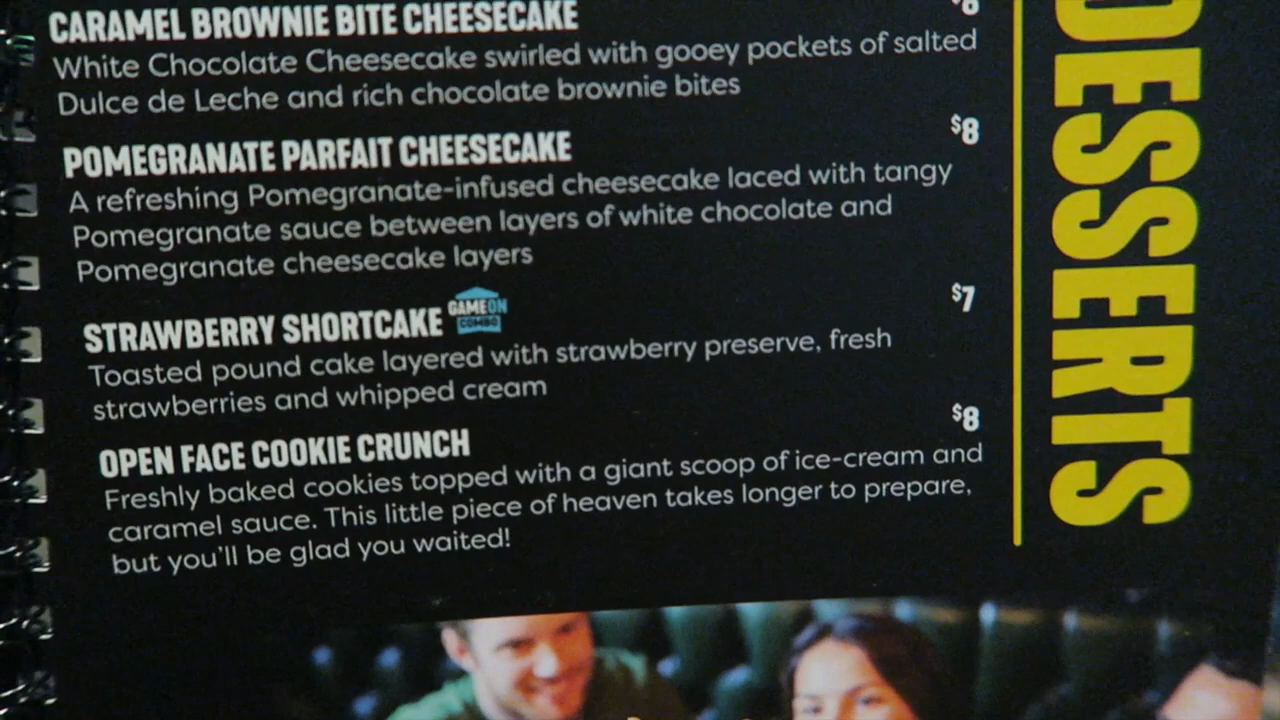 CARAMEL BROWNIE BITE CHEESECAKE
White Chocolate Cheesecake swirled with gooey pockets of salted
Dulce de Leche and rich chocolate brownie bites
POMEGRANATE PARFAIT CHEESECAKE $8
A refreshing Pomegranate-infused cheesecake laced with tangy
Pomegranate sauce between layers of white chocolate and
Pomegranate cheesecake layers
STRAWBERRY SHORTCAKE GAMEON COMBO $7
Toasted pound cake layered with strawberry preserve, fresh
strawberries and whipped cream
OPEN FACE COOKIE CRUNCH $8
Freshly baked cookies topped with a giant scoop of ice-cream and
caramel sauce. This little piece of heaven takes longer to prepare,
but you'll be glad you waited!
DESSERTS